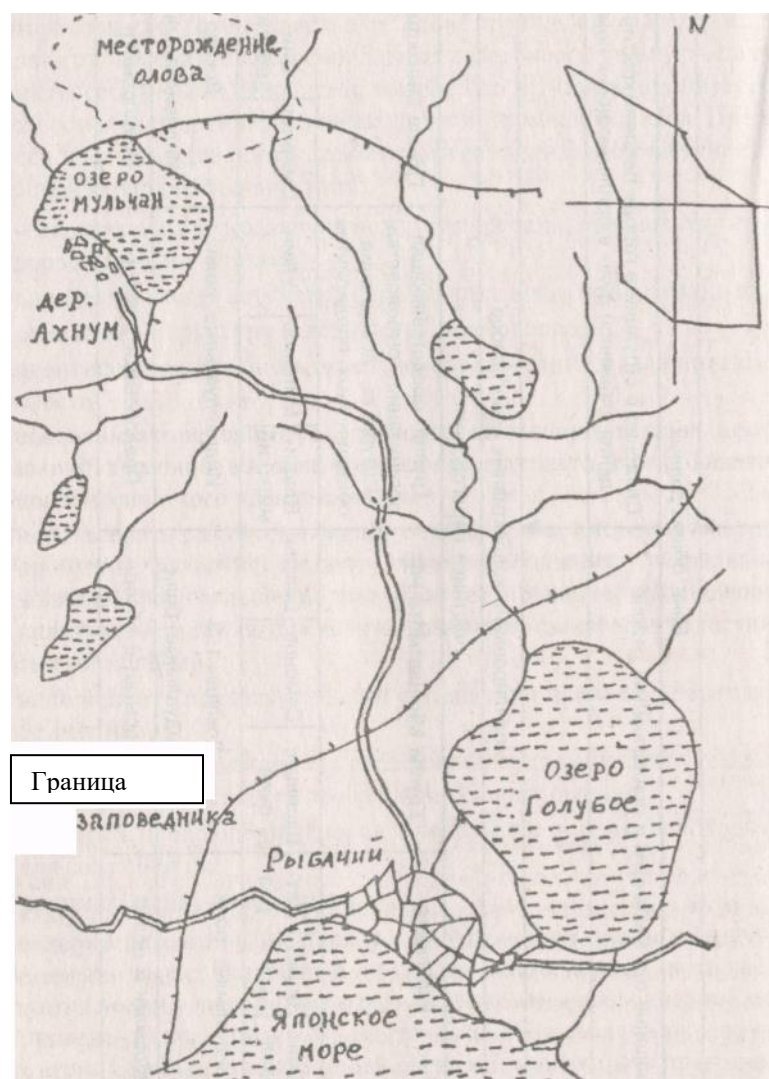 месторождение
олова
N
озеро
мульчан
дер.
Ахнум
Граница
заповедника
Озеро
Голубое
Рыбачий
Японское
море